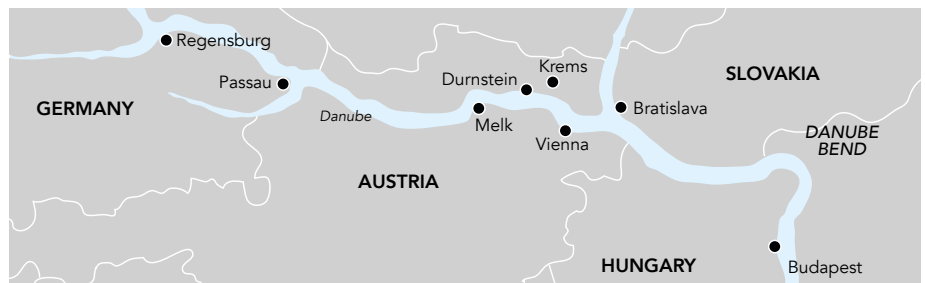 Regensburg
Krems
Durnstein
SLOVAKIA
Passau
GERMANY
Bratislava
Danube
Melk
DANUBE
BEND
Vienna
AUSTRIA
HUNGARY
Budapest